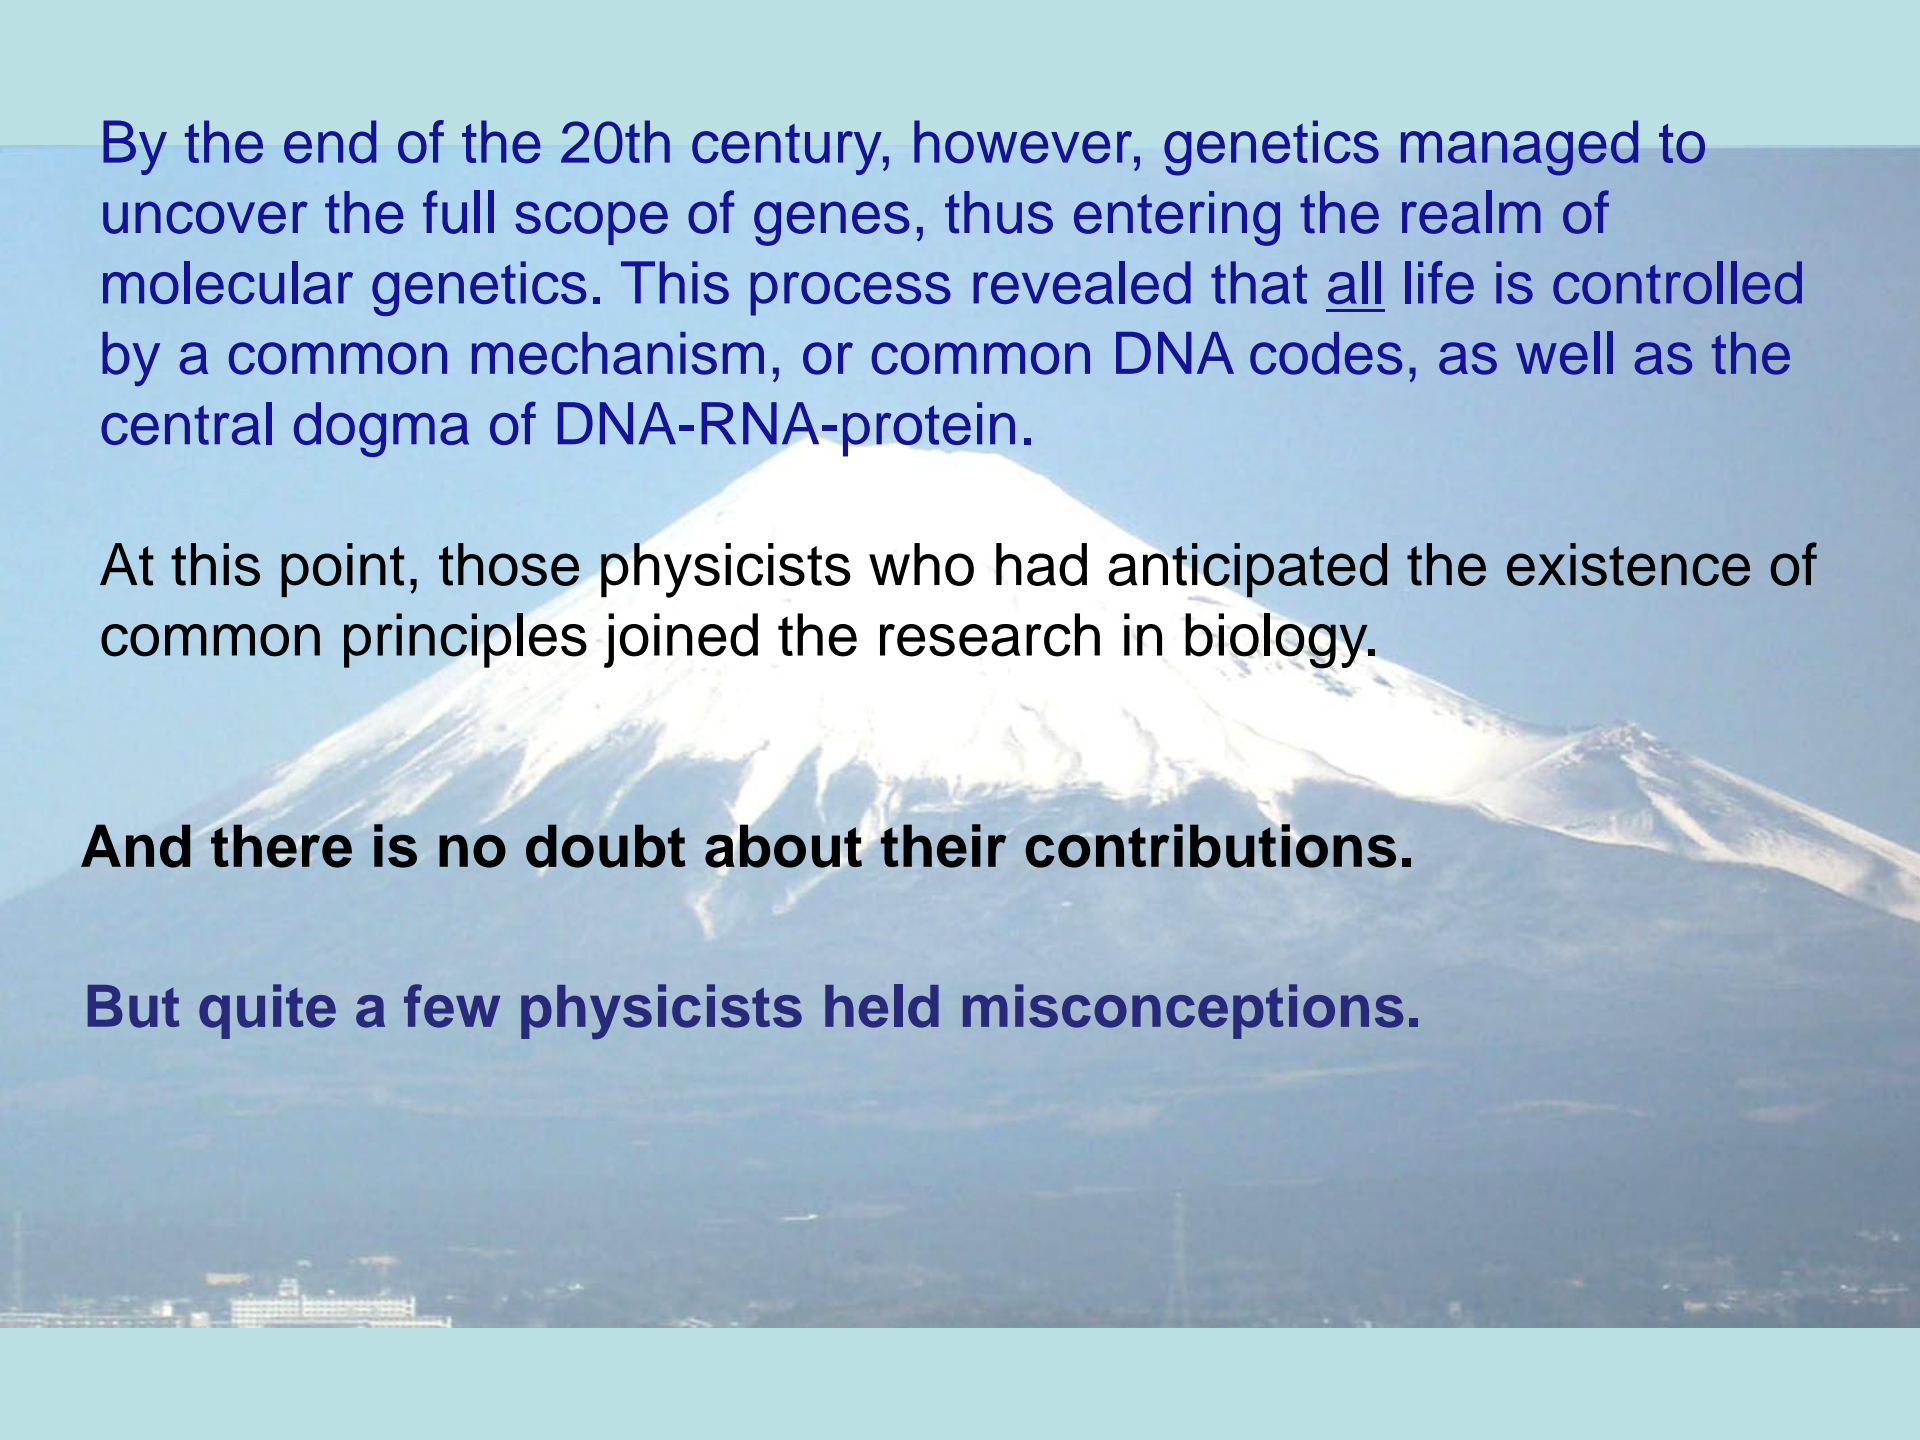 By the end of the 20th century, however, genetics managed to
uncover the full scope of genes, thus entering the realm of
molecular genetics. This process revealed that all life is controlled
by a common mechanism, or common DNA codes, as well as the
central dogma of DNA-RNA-protein.
At this point, those physicists who had anticipated the existence of
common principles joined the research in biology.
And there is no doubt about their contributions.
But quite a few physicists held misconceptions.